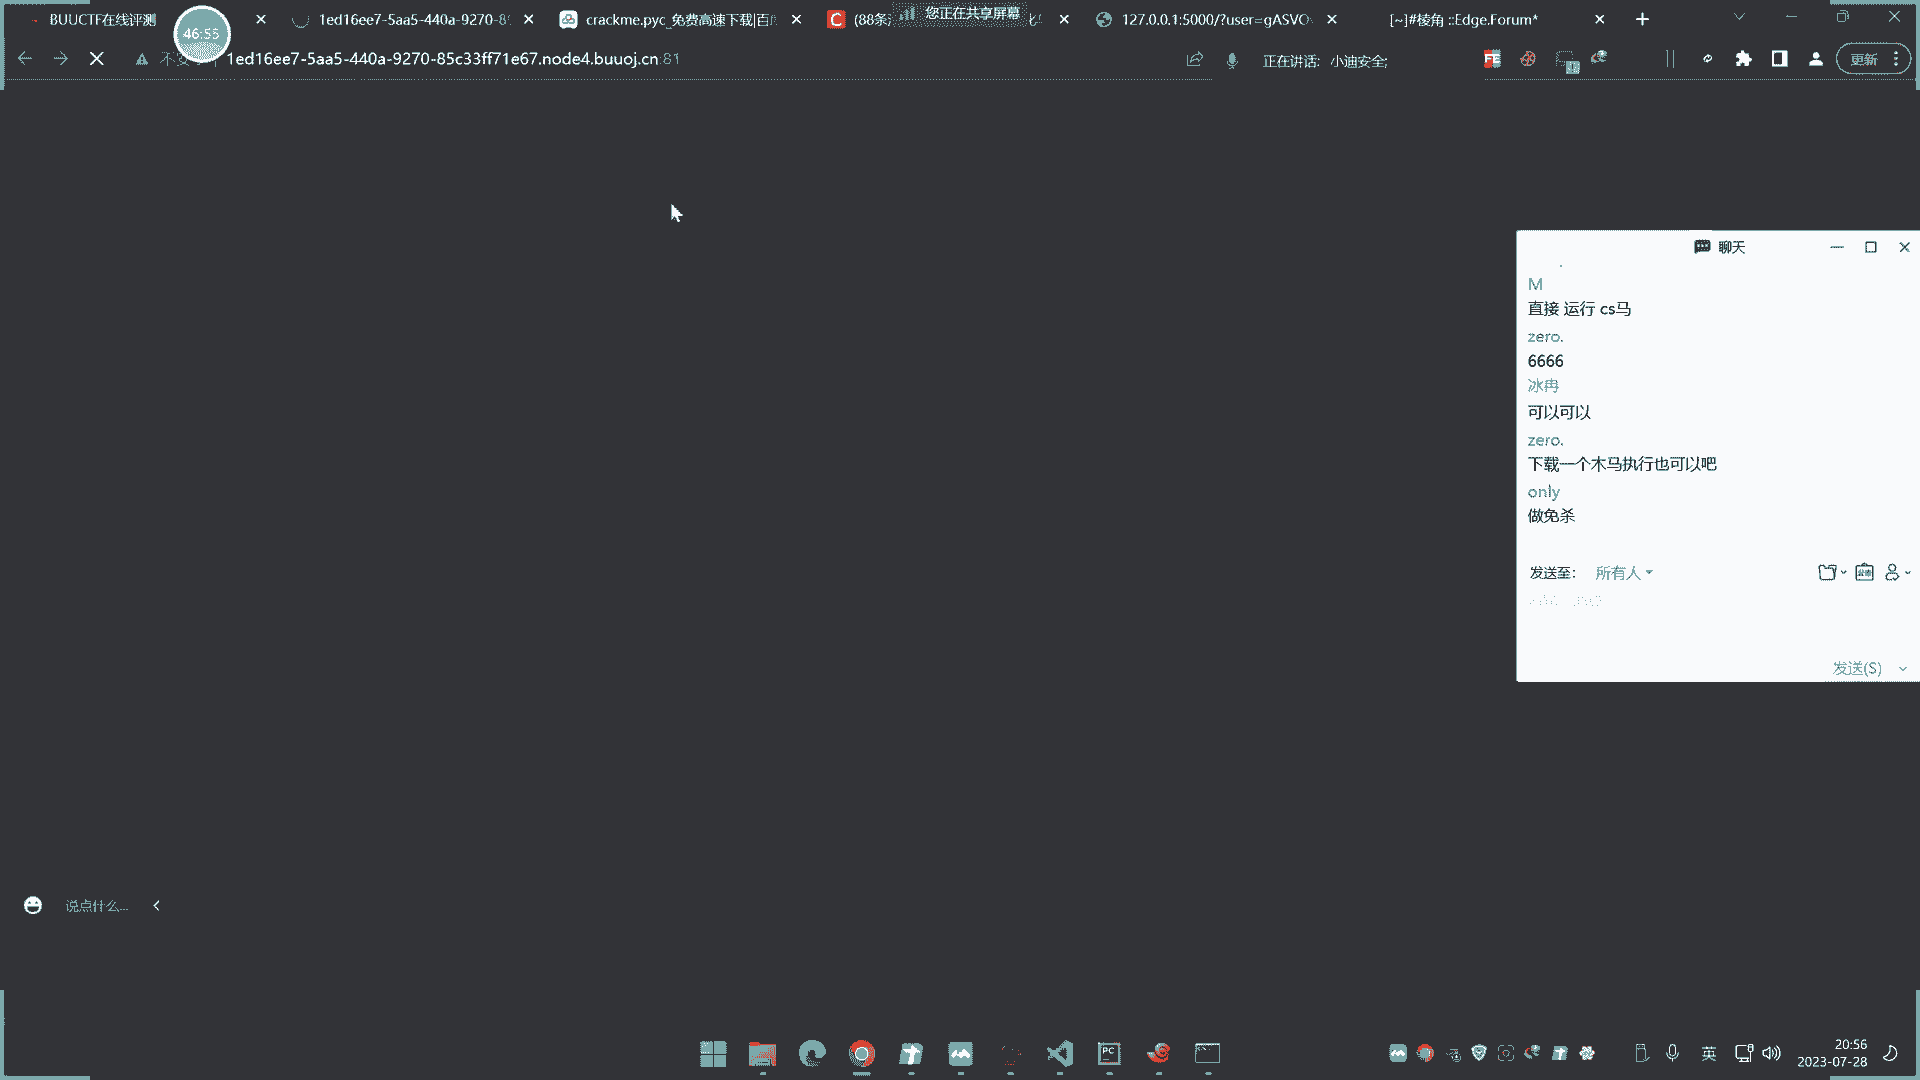 BUUCTF在线评测
46:55
1ed16ee7-5aa5-440a-9270-8
crackme.pyc_免费高速下载|百
(88条
您正在共享屏幕
127.0.0.1:5000/?user=gASVO
[~]#棱角 ::Edge.Forum*
1ed16ee7-5aa5-440a-9270-85c33ff71e67.node4.buuoj.cn:81
正在讲话: 小迪安全;
更新
聊天
M
直接 运行 cs马
zero.
6666
冰冉
可以可以
zero.
下载一个木马执行也可以吧
only
做免杀
发送至: 所有人
发送(S)
说点什么...
英
20:56
2023-07-28